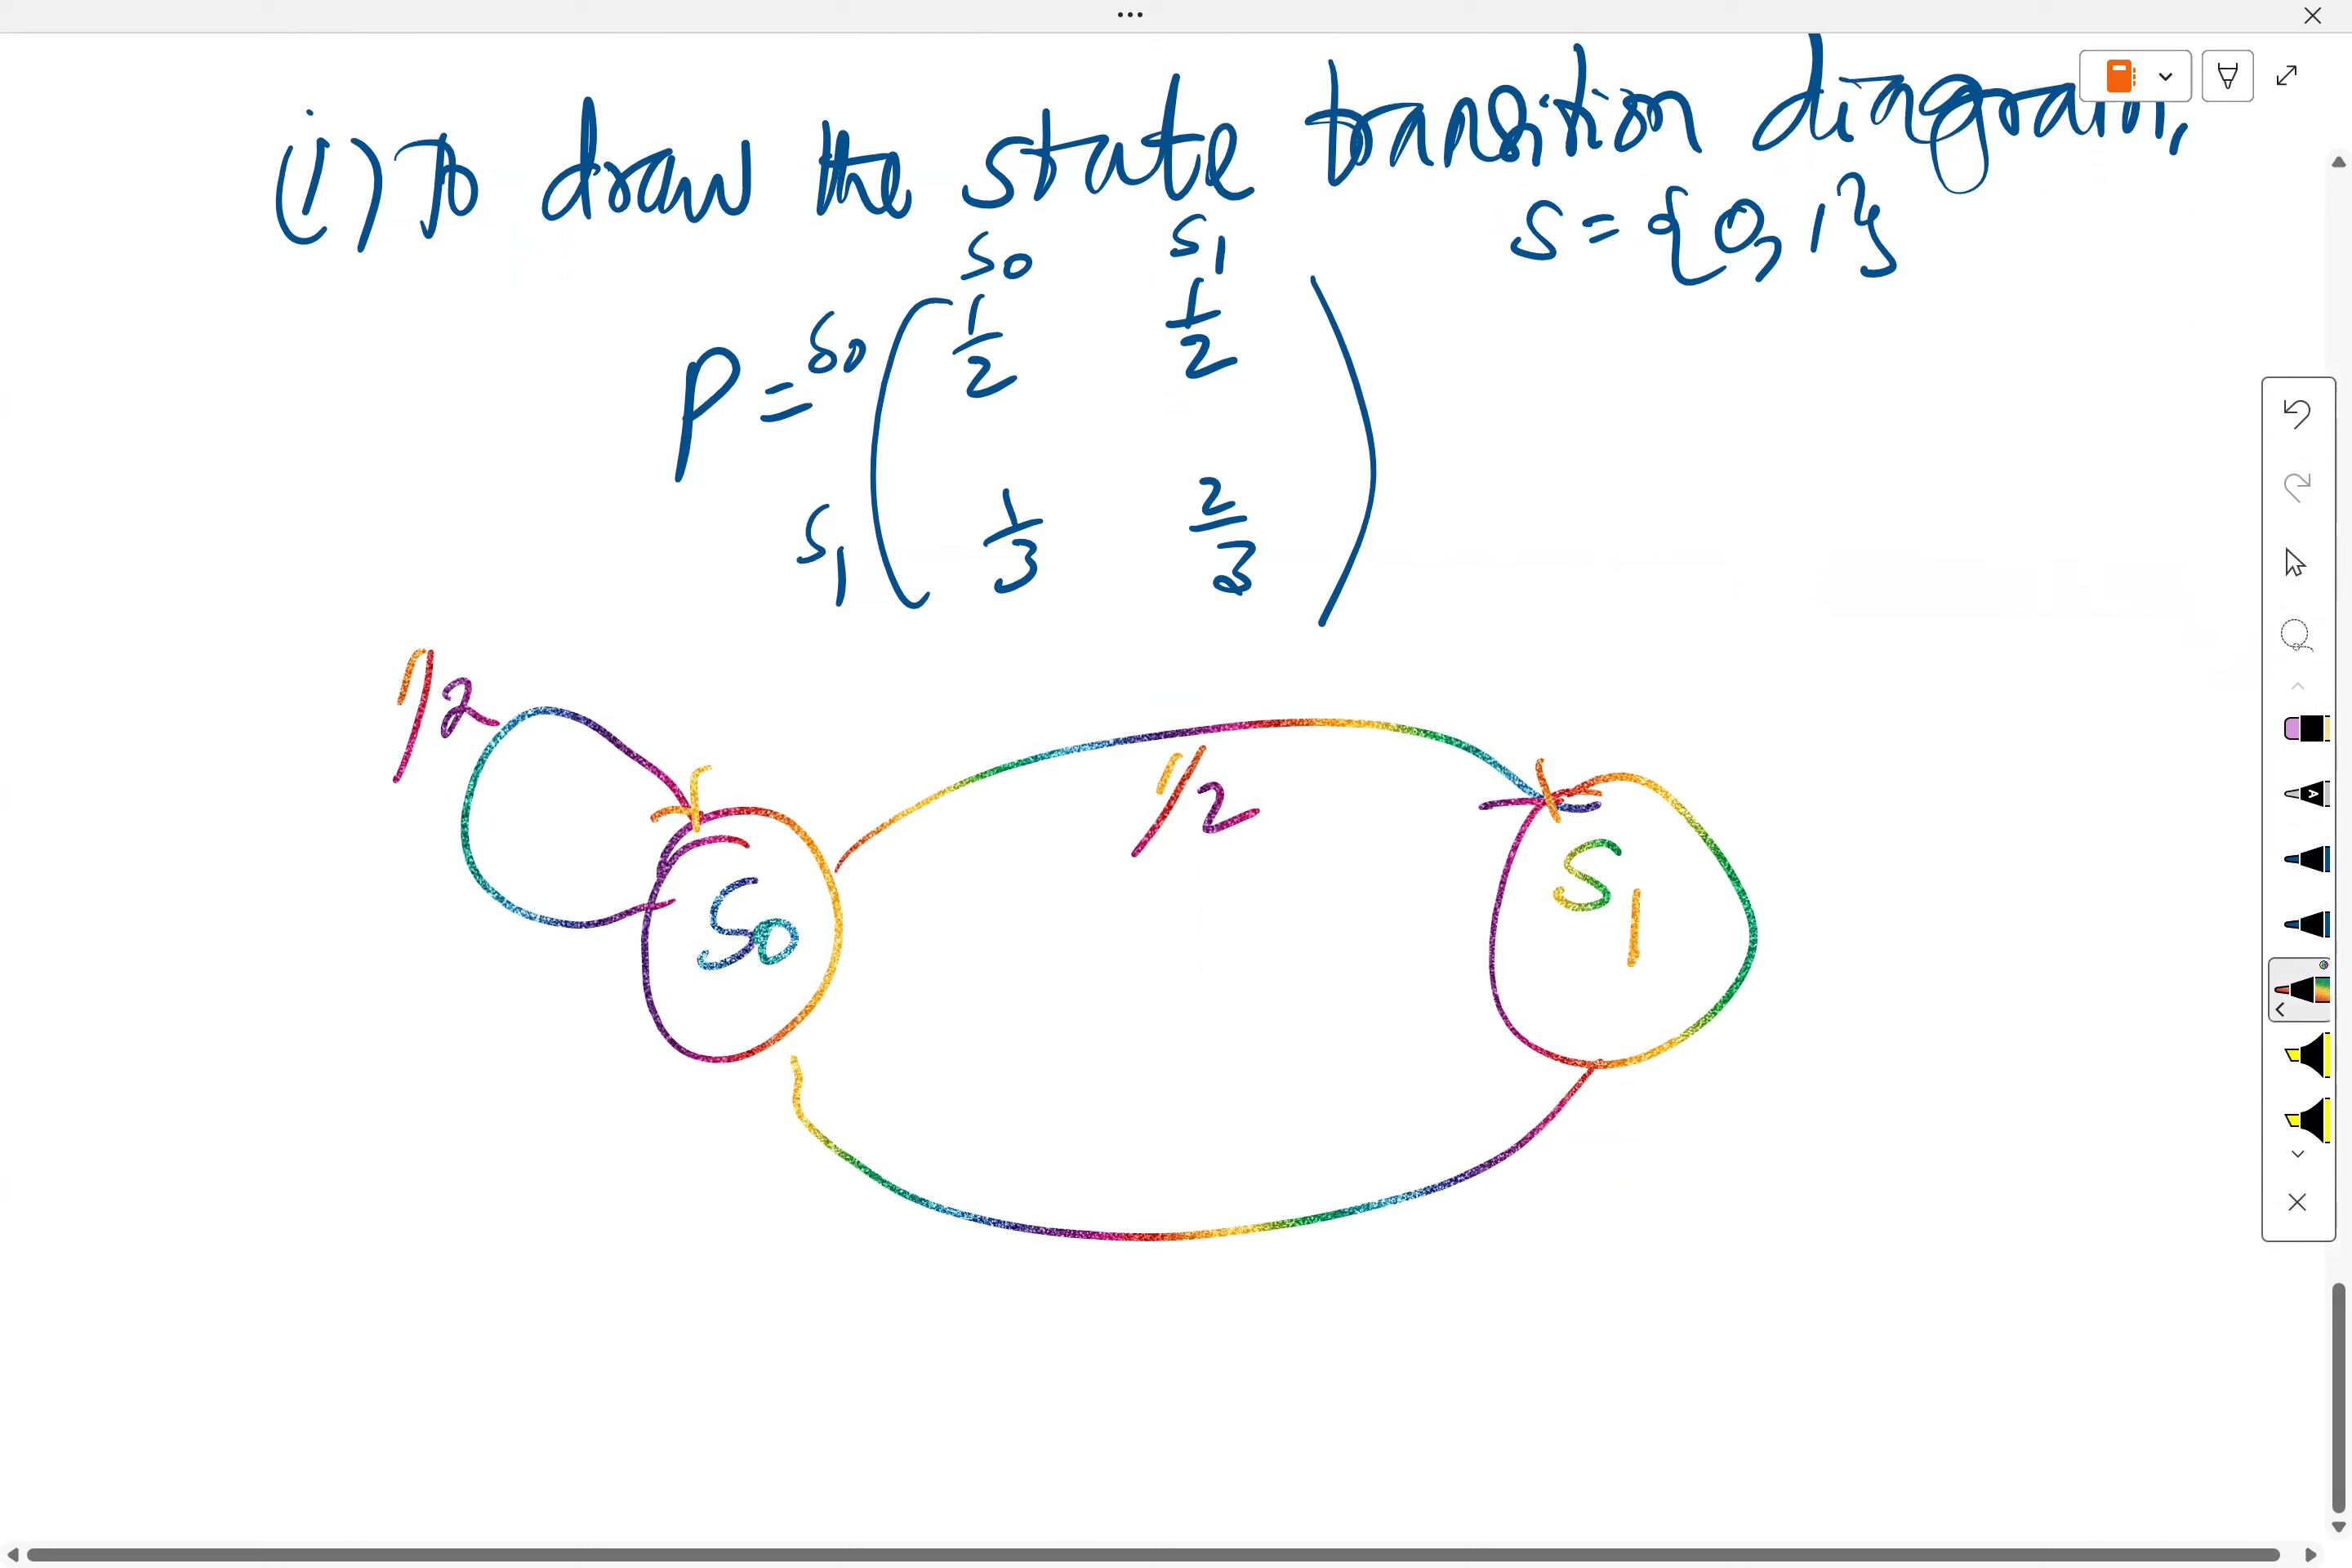 (i) To draw the state transition diagram,
S0 S1 S = {0, 1}
P = S0 1/2 1/2
S1 1/3 2/3
1/2
1/2
S0 S1